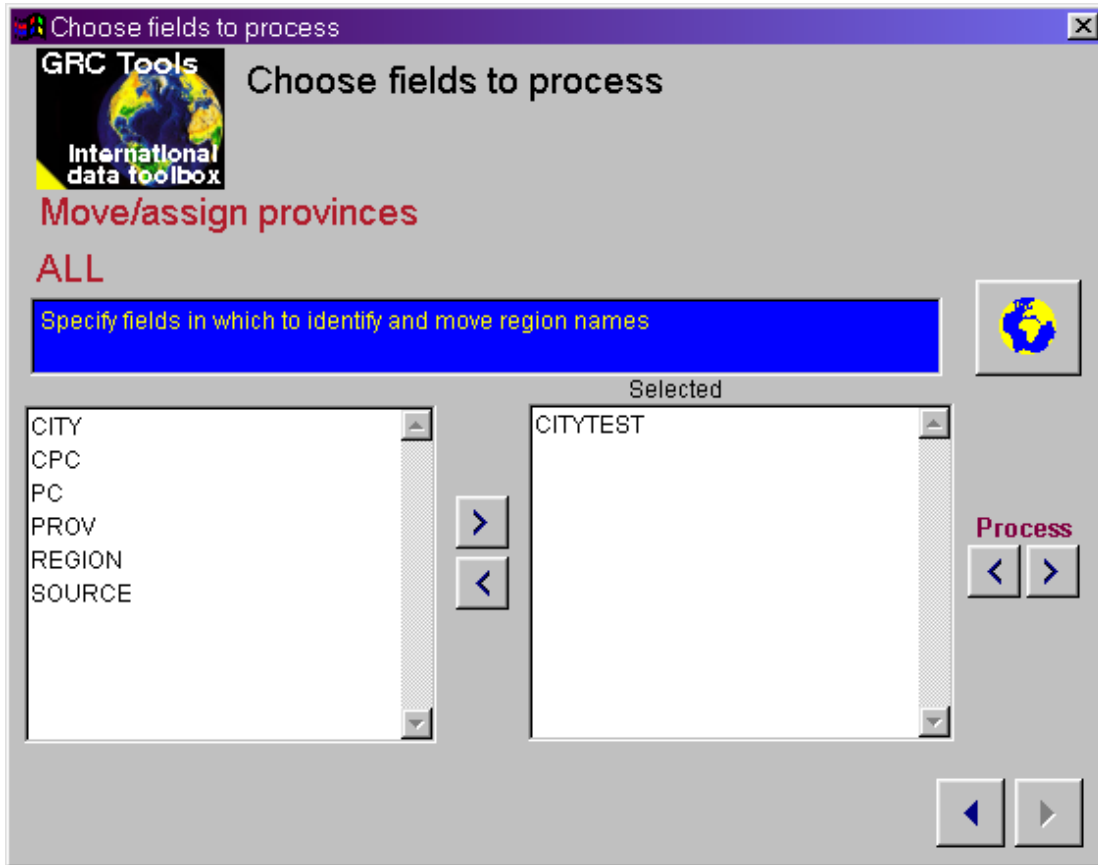 Choose fields to process
GRC Tools
International
data toolbox
Choose fields to process
Move/assign provinces
ALL
Specify fields in which to identify and move region names
Selected
CITY
CPC
PC
PROV
REGION
SOURCE
CITYTEST
>
<
Process
< >